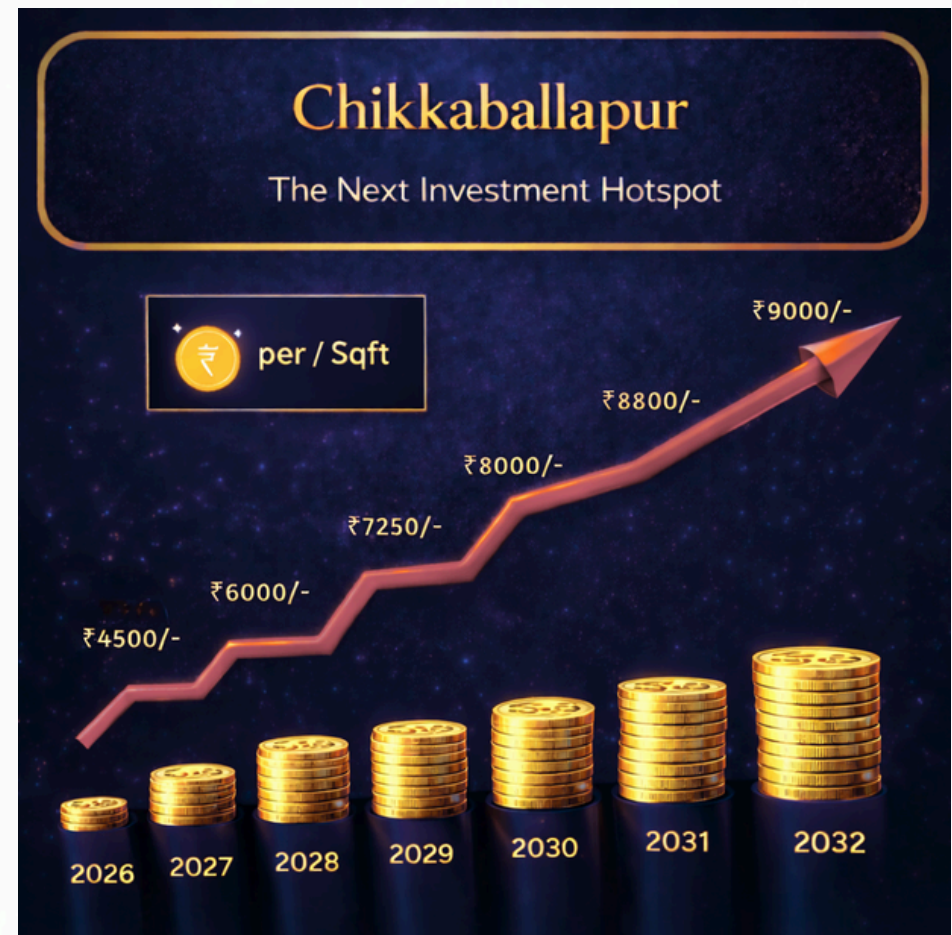 Chikkaballapur
The Next Investment Hotspot
₹ per / Sqft
₹9000/-
₹8800/-
₹8000/-
₹7250/-
₹6000/-
₹4500/-
2026 2027 2028 2029 2030 2031 2032